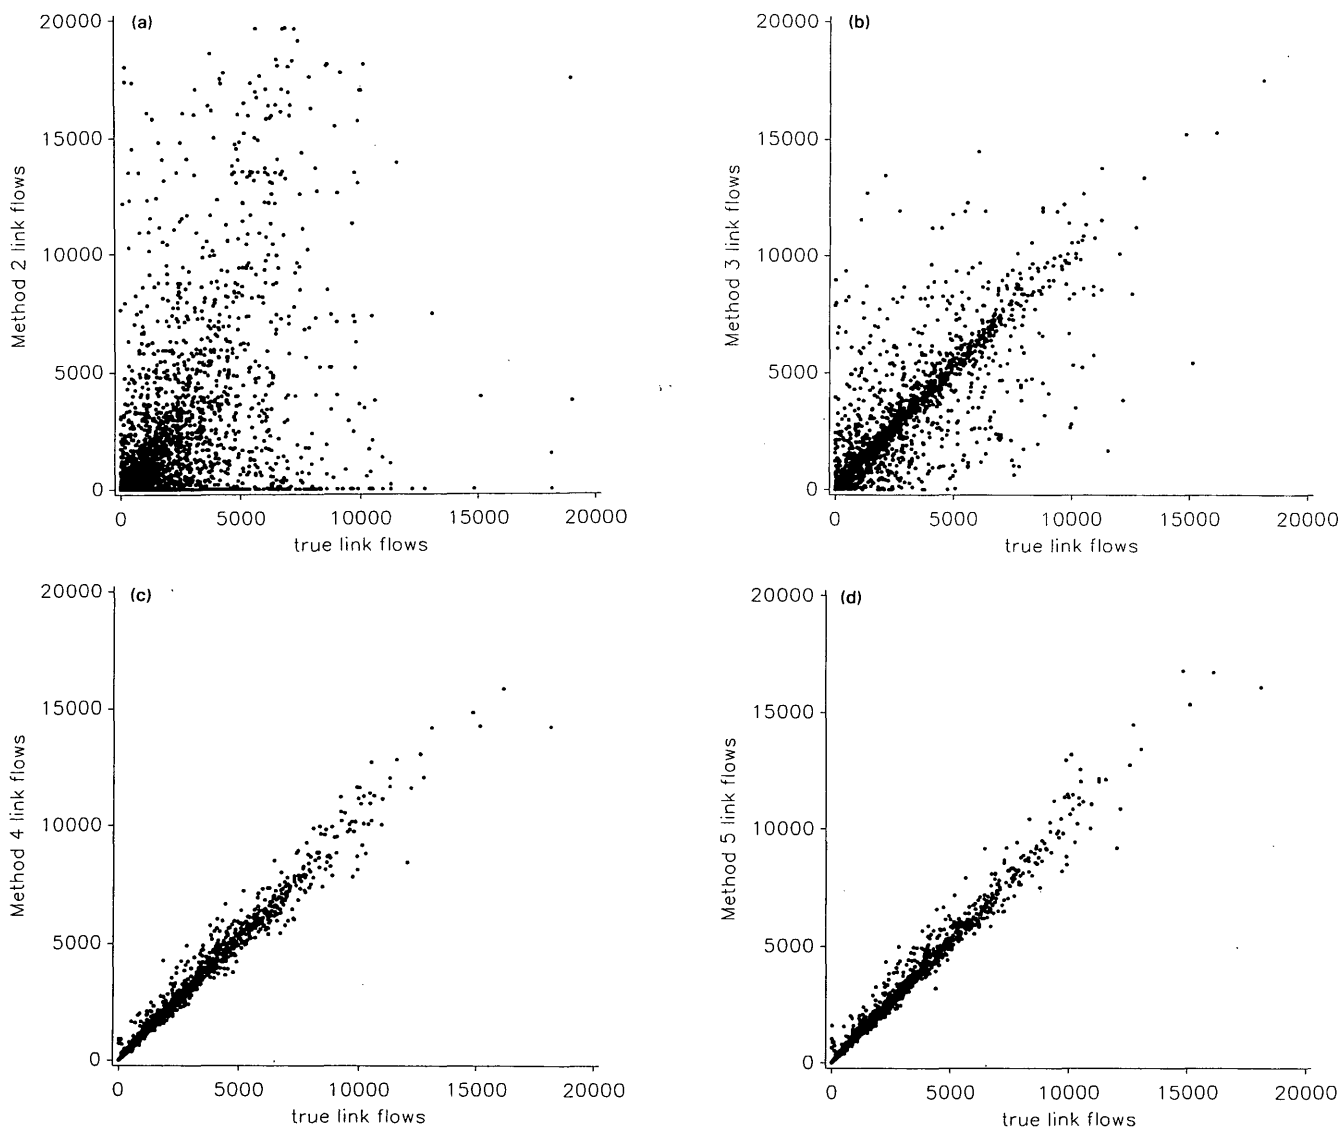 (a)
20000
15000
10000
5000
0
Method 2 link flows
0 5000 10000 15000 20000
true link flows
(b)
20000
15000
10000
5000
0
Method 3 link flows
0 5000 10000 15000 20000
true link flows
(c)
20000
15000
10000
5000
0
Method 4 link flows
0 5000 10000 15000 20000
true link flows
(d)
20000
15000
10000
5000
0
Method 5 link flows
0 5000 10000 15000 20000
true link flows